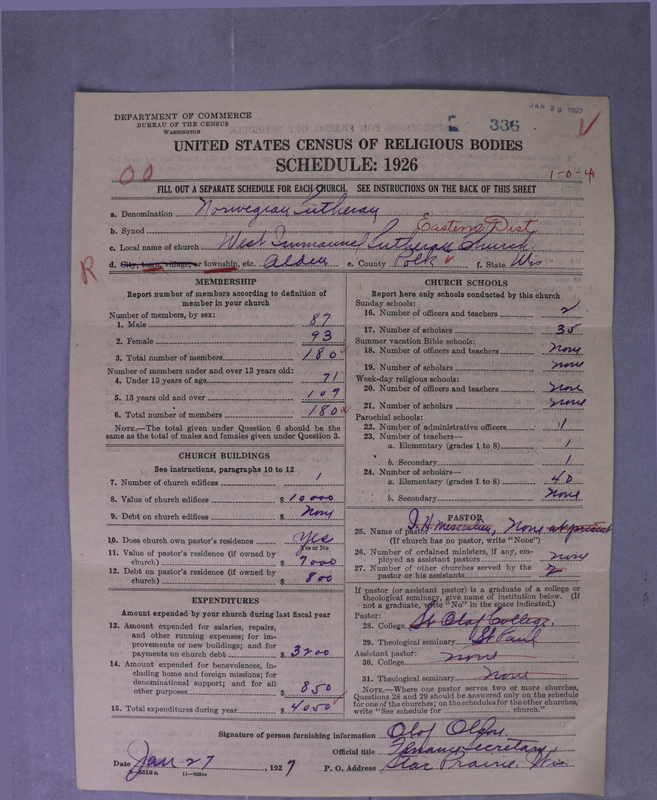 JAN 29 1927
DEPARTMENT OF COMMERCE
BUREAU OF THE CENSUS
WASHINGTON
336
UNITED STATES CENSUS OF RELIGIOUS BODIES
SCHEDULE: 1926
00
1-0-4
FILL OUT A SEPARATE SCHEDULE FOR EACH CHURCH. SEE INSTRUCTIONS ON THE BACK OF THIS SHEET
a. Denomination Norwegian Lutheran
b. Synod Eastern Dist
c. Local name of church West Immanuel Lutheran Church
R d. City, town, village, or township, etc. Alden e. County Polk f. State Wis
MEMBERSHIP
Report number of members according to definition of
member in your church
Number of members, by sex:
1. Male 87
2. Female 93
3. Total number of members 180
Number of members under and over 13 years old:
4. Under 13 years of age 71
5. 13 years old and over 109
6. Total number of members 180
NOTE.—The total given under Question 6 should be the
same as the total of males and females given under Question 3.
CHURCH BUILDINGS
See instructions, paragraphs 10 to 12
7. Number of church edifices 1
8. Value of church edifices $ 10000
9. Debt on church edifices $ None
10. Does church own pastor's residence? Yes
Yes or No
11. Value of pastor's residence (if owned by
church) $ 7000
12. Debt on pastor's residence (if owned by
church) $ 800
EXPENDITURES
Amount expended by your church during last fiscal year
13. Amount expended for salaries, repairs,
and other running expenses; for im-
provements or new buildings; and for
payments on church debt $ 3200
14. Amount expended for benevolences, in-
cluding home and foreign missions; for
denominational support; and for all
other purposes $ 850
15. Total expenditures during year $ 4050
CHURCH SCHOOLS
Report here only schools conducted by this church
Sunday schools:
16. Number of officers and teachers 2
17. Number of scholars 35
Summer vacation Bible schools:
18. Number of officers and teachers None
19. Number of scholars none
Week-day religious schools:
20. Number of officers and teachers None
21. Number of scholars none
Parochial schools:
22. Number of administrative officers 1
23. Number of teachers—
a. Elementary (grades 1 to 8) 1
b. Secondary 1
24. Number of scholars—
a. Elementary (grades 1 to 8) 40
b. Secondary None
PASTOR
25. Name of pastor None at present
(If church has no pastor, write "None")
26. Number of ordained ministers, if any, em-
ployed as assistant pastors none
27. Number of other churches served by the
pastor or his assistants 2
If pastor (or assistant pastor) is a graduate of a college or
theological seminary, give name of institution below. (If
not a graduate, write "No" in the space indicated.)
Pastor:
28. College St Olaf College
29. Theological seminary St Paul
Assistant pastor:
30. College none
31. Theological seminary None
NOTE.—Where one pastor serves two or more churches,
Questions 28 and 29 should be answered only on the schedule
for one of the churches; on the schedules for the other churches,
write "See schedule for church."
Signature of person furnishing information Olof
Official title Secretary
Date Jan 27, 1927 P. O. Address Star Prairie Wis.
8-5518a 11-9084a